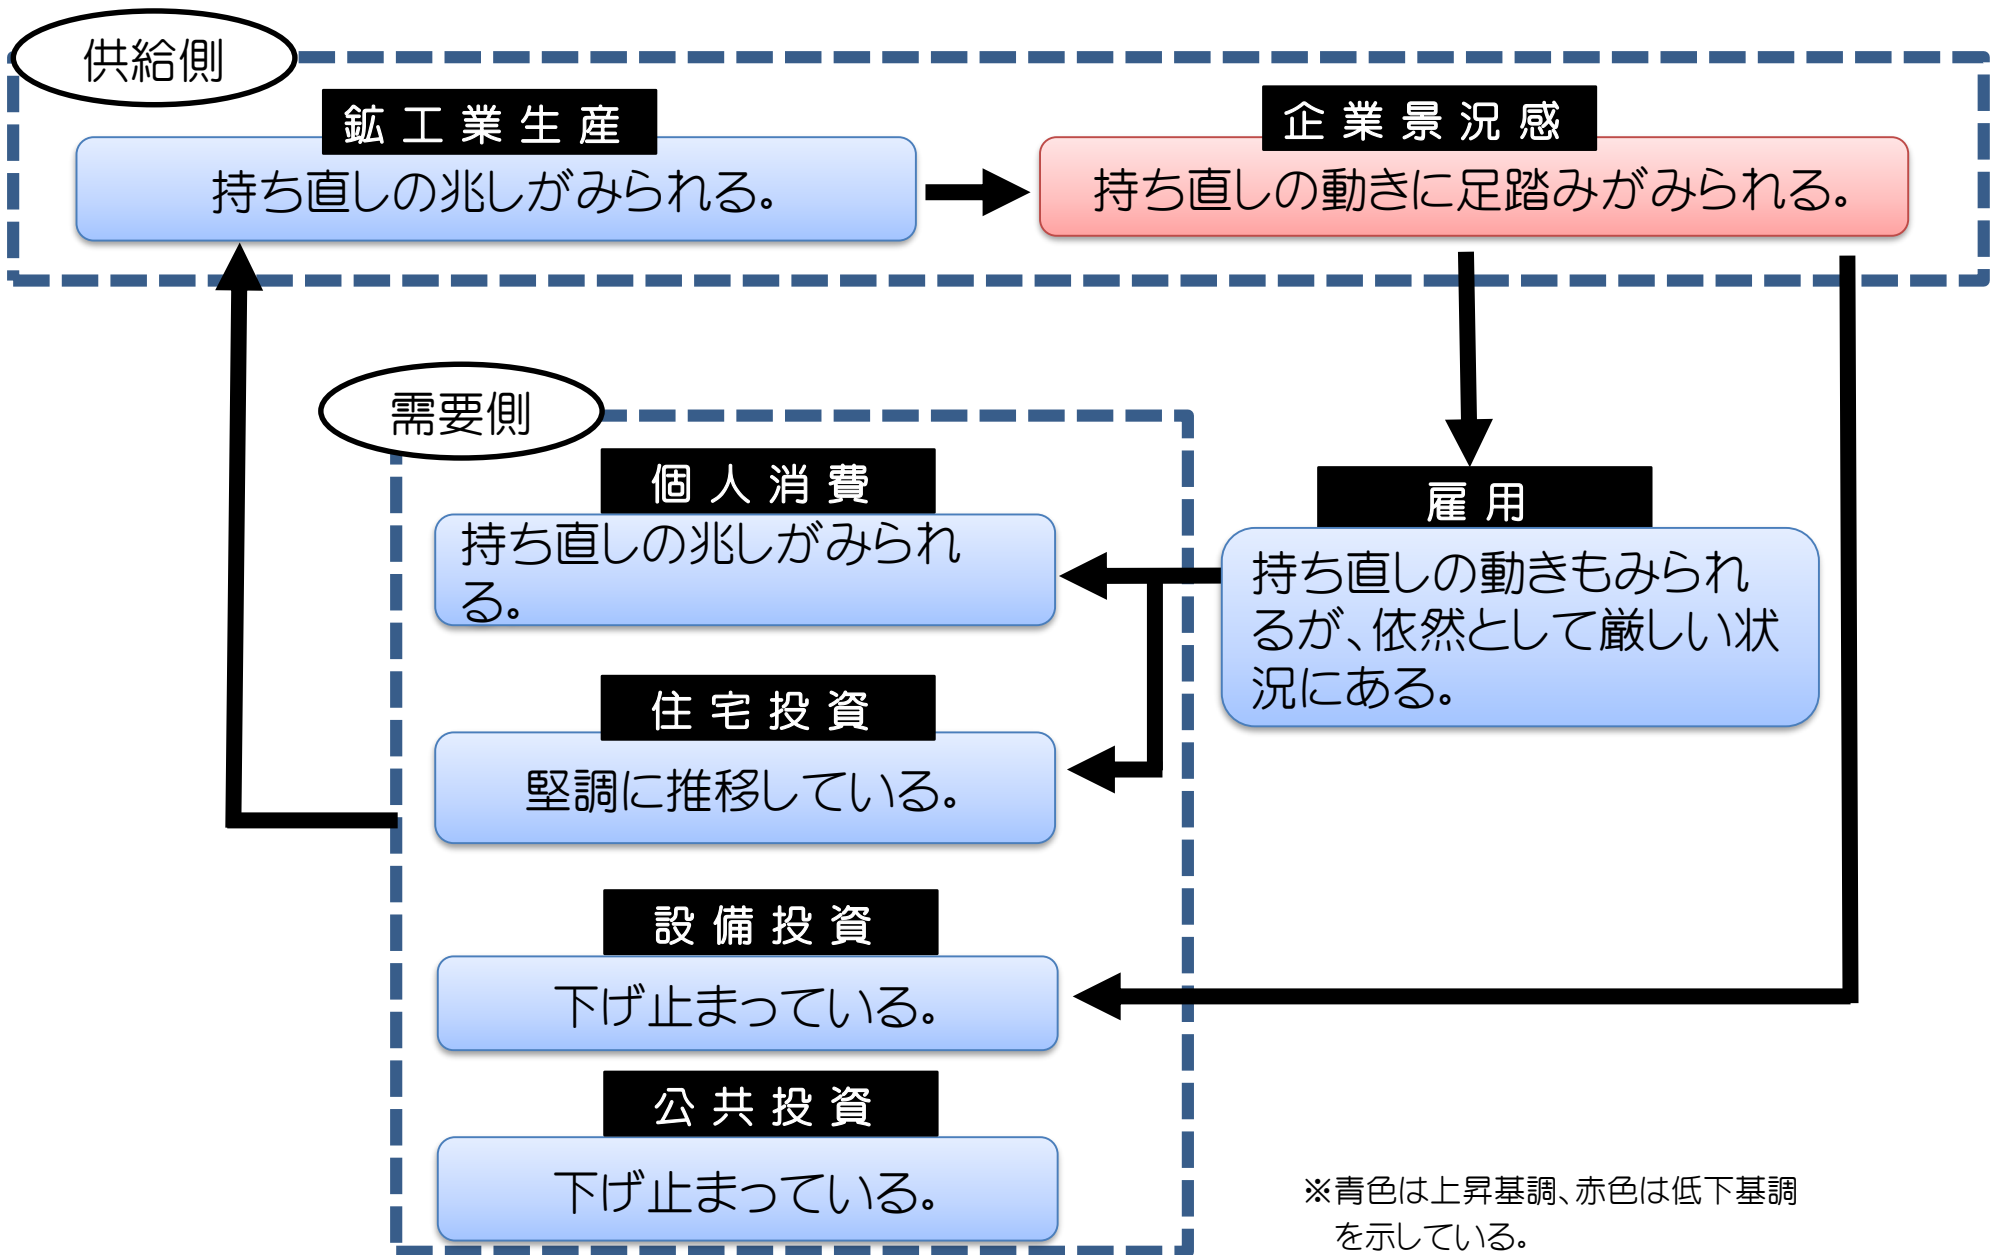 供給側
鉱工業生産
持ち直しの兆しがみられる。
企業景況感
持ち直しの動きに足踏みがみられる。
需要側
個人消費
持ち直しの兆しがみられ
る。
雇用
持ち直しの動きもみられ
るが、依然として厳しい状
況にある。
住宅投資
堅調に推移している。
設備投資
下げ止まっている。
公共投資
下げ止まっている。
※青色は上昇基調、赤色は低下基調
を示している。